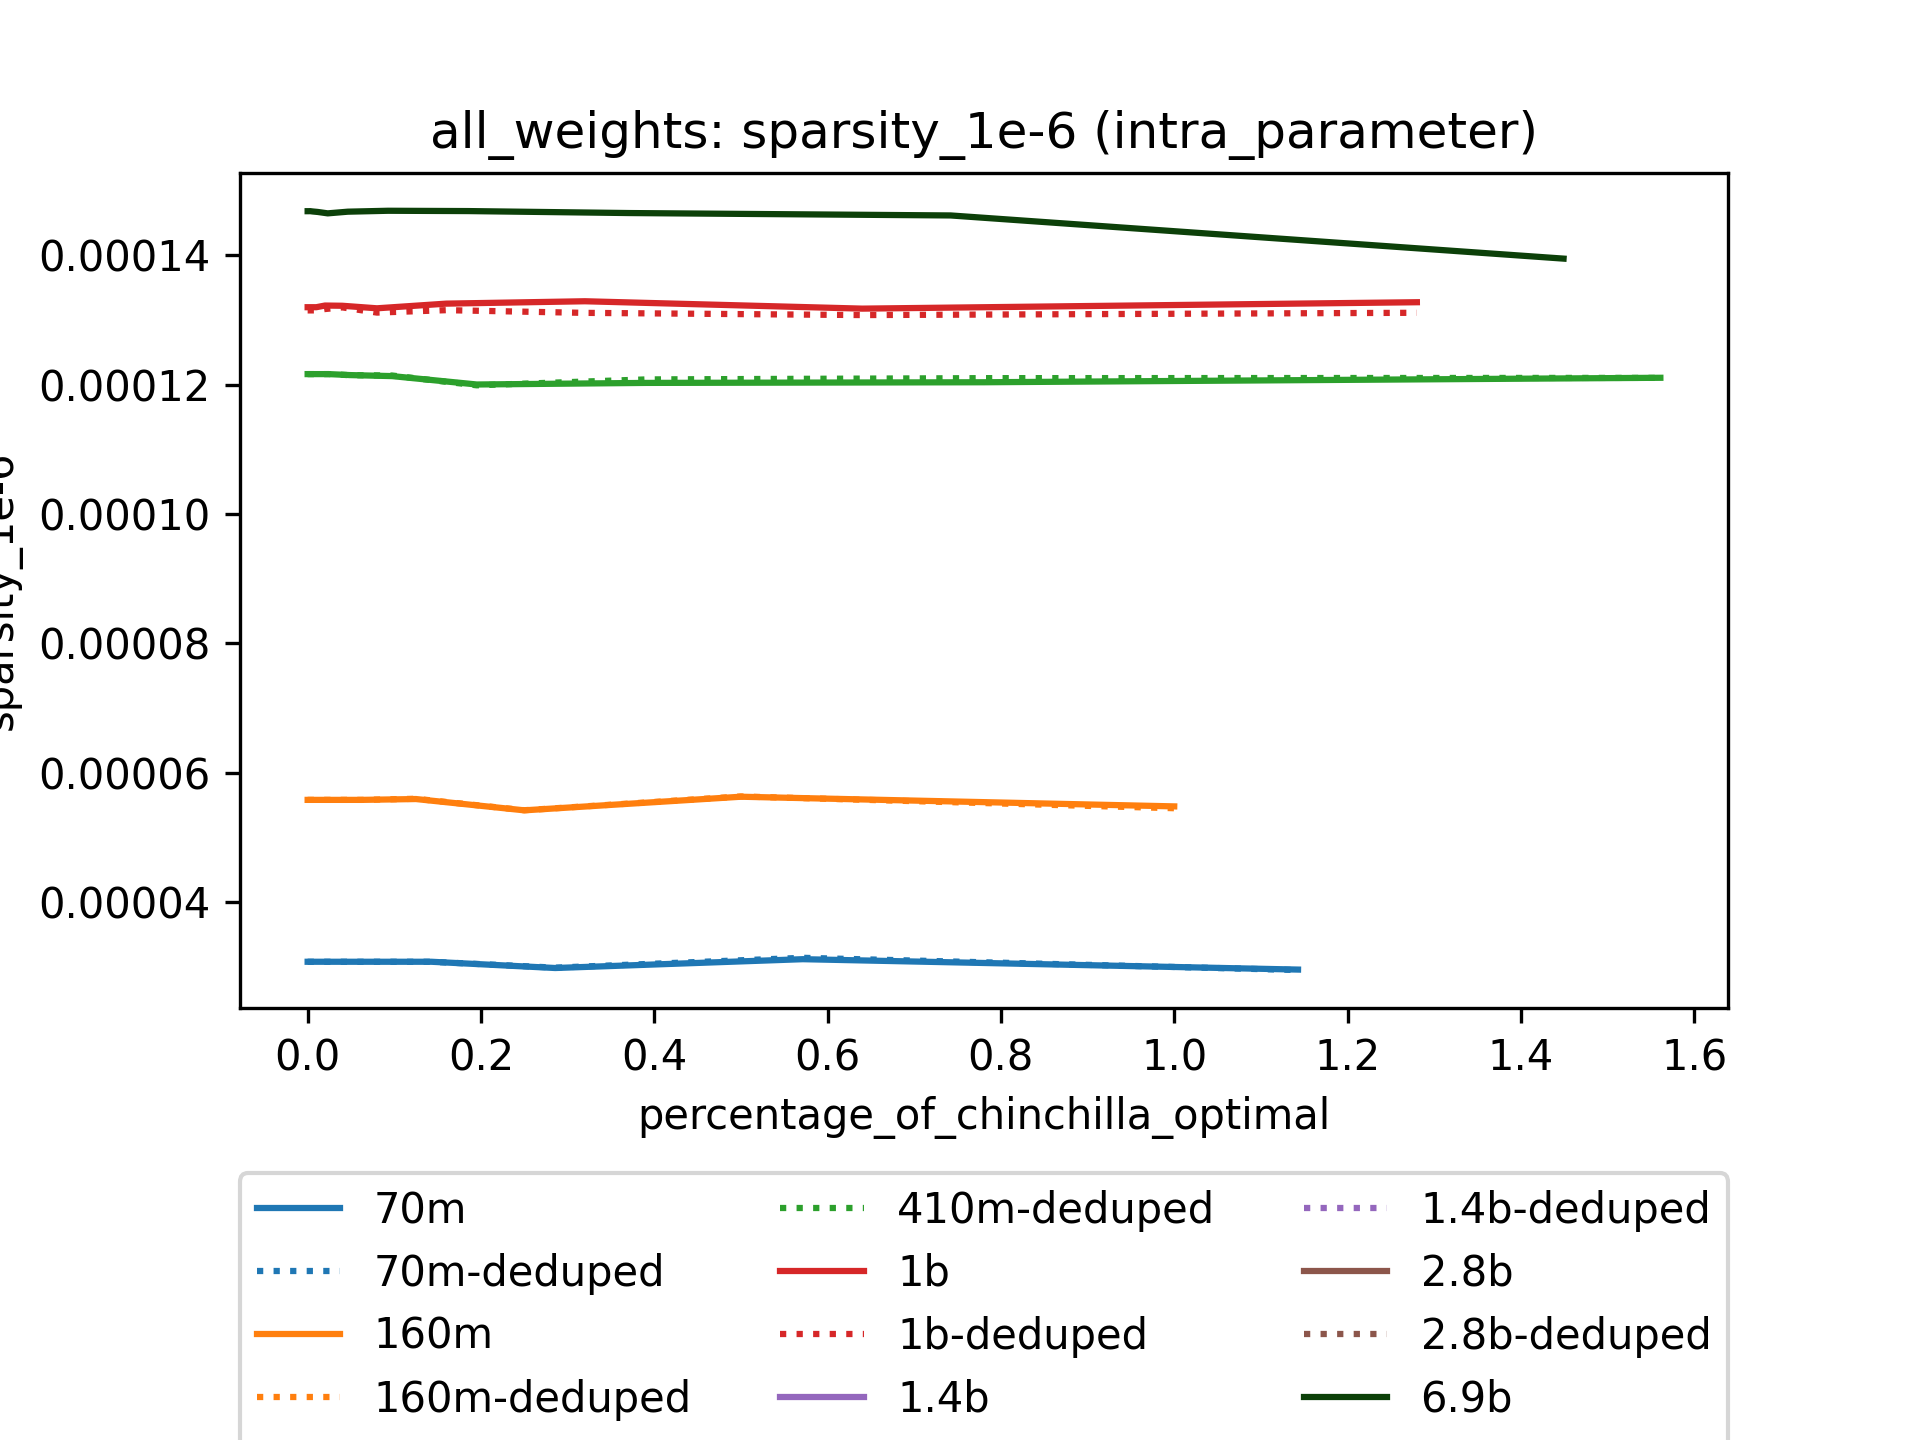 all_weights: sparsity_1e-6 (intra_parameter)
0.00014
0.00012
0.00010
0.00008
0.00006
0.00004
sparsity_1e-6
0.0 0.2 0.4 0.6 0.8 1.0 1.2 1.4 1.6
percentage_of_chinchilla_optimal
70m
70m-deduped
160m
160m-deduped
410m-deduped
1b
1b-deduped
1.4b
1.4b-deduped
2.8b
2.8b-deduped
6.9b